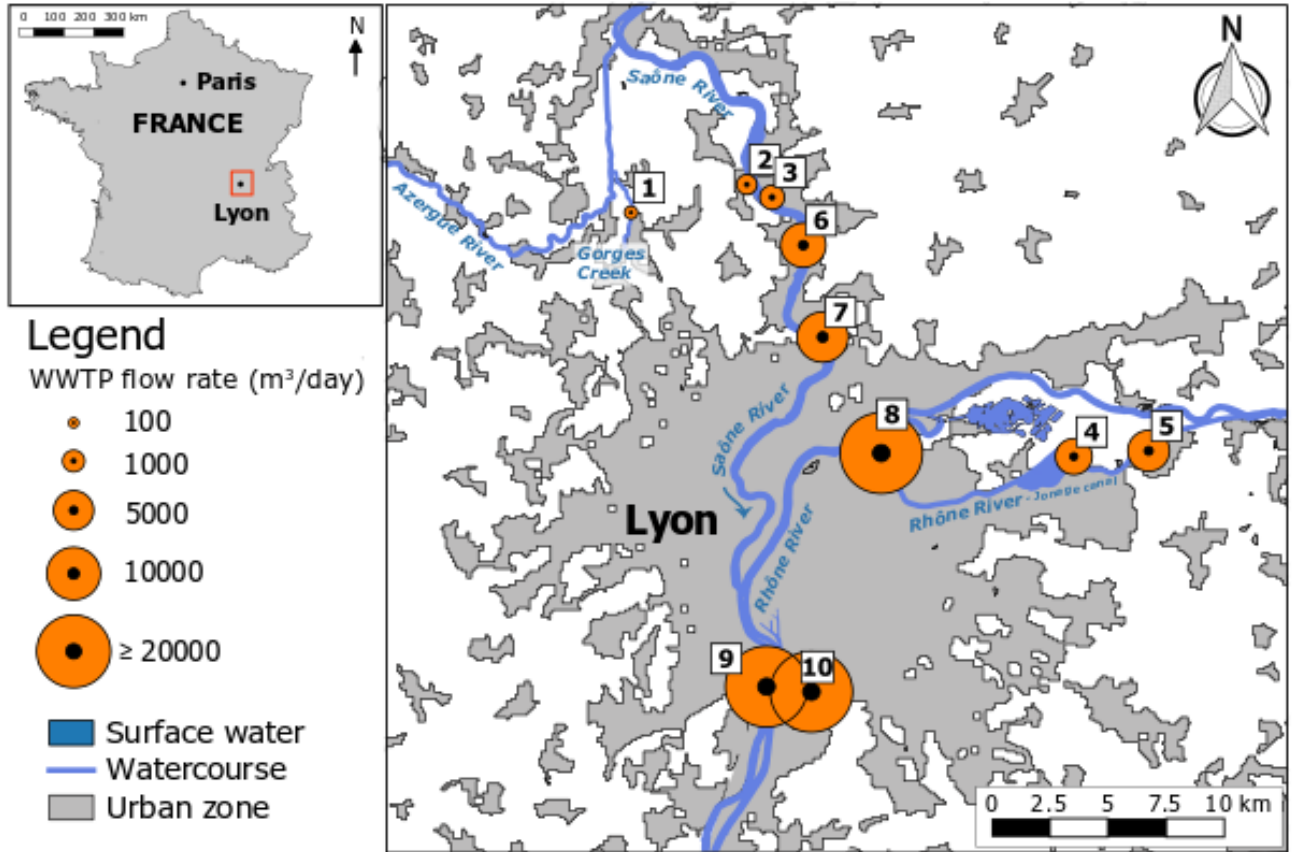 0 100 200 300 km
N
Paris
FRANCE
Lyon
Legend
WWTP flow rate (m³/day)
100
1000
5000
10000
≥ 20000
Surface water
Watercourse
Urban zone
N
Saône River
2
3
1
Azergue River
6
Gorges
Creek
7
Saône River
8
4
5
Rhône River - Jonage canal
Lyon
Rhône River
9
10
0 2.5 5 7.5 10 km